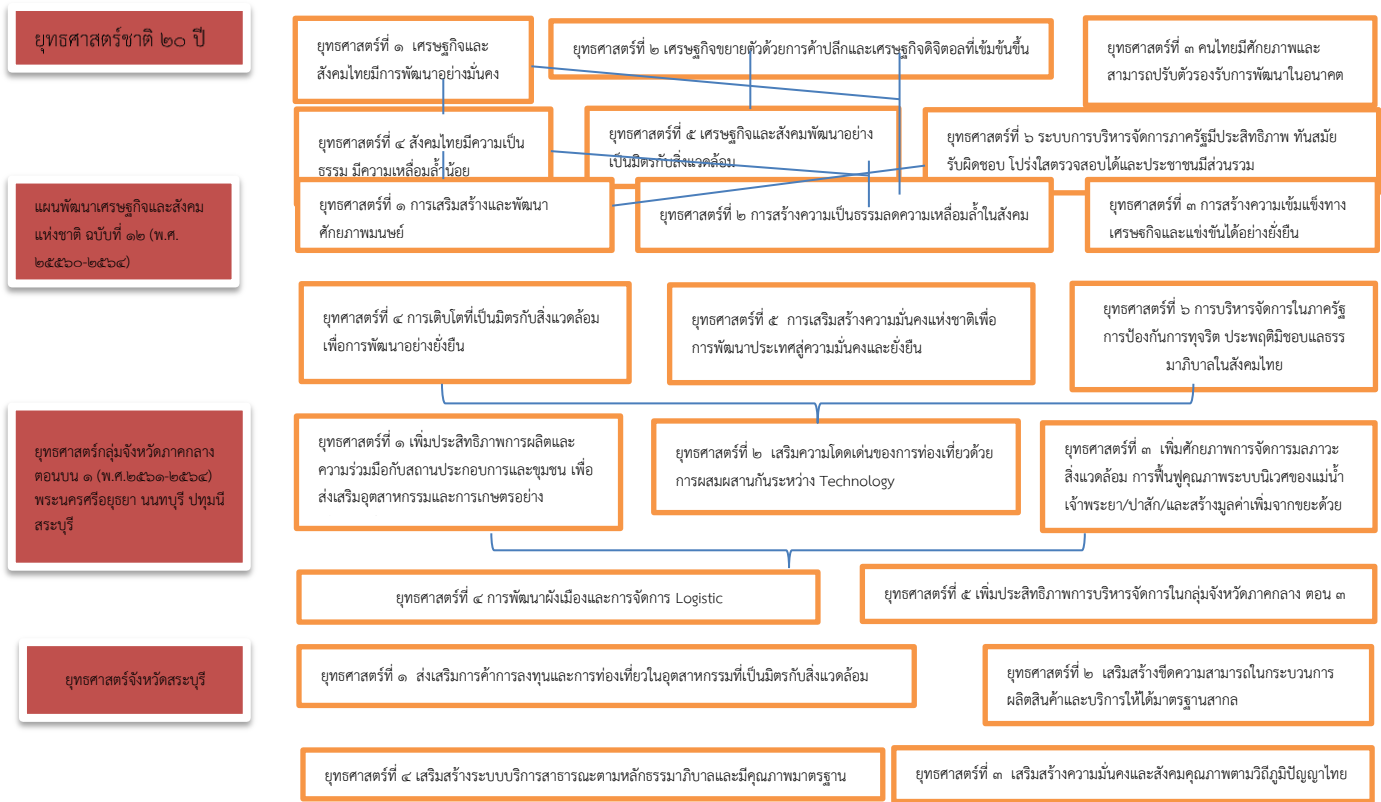 ยุทธศาสตร์ชาติ ๒๐ ปี
ยุทธศาสตร์ที่ ๑ เศรษฐกิจและ
สังคมไทยมีการพัฒนาอย่างมั่นคง
ยุทธศาสตร์ที่ ๒ เศรษฐกิจขยายตัวด้วยการค้าปลีกและเศรษฐกิจดิจิตอลที่เข้มข้นขึ้น
ยุทธศาสตร์ที่ ๓ คนไทยมีศักยภาพและ
สามารถปรับตัวรองรับการพัฒนาในอนาคต
ยุทธศาสตร์ที่ ๔ สังคมไทยมีความเป็น
ธรรม มีความเหลื่อมล้ำน้อย
ยุทธศาสตร์ที่ ๕ เศรษฐกิจและสังคมพัฒนาอย่าง
เป็นมิตรกับสิ่งแวดล้อม
ยุทธศาสตร์ที่ ๖ ระบบการบริหารจัดการภาครัฐมีประสิทธิภาพ ทันสมัย
รับผิดชอบ โปร่งใสตรวจสอบได้และประชาชนมีส่วนรวม
แผนพัฒนาเศรษฐกิจและสังคม
แห่งชาติ ฉบับที่ ๑๒ (พ.ศ.
๒๕๕๖๐-๒๕๖๔)
ยุทธศาสตร์ที่ ๑ การเสริมสร้างและพัฒนา
ศักยภาพมนษย์
ยุทธศาสตร์ที่ ๒ การสร้างความเป็นธรรมลดความเหลื่อมล้ำในสังคม
ยุทธศาสตร์ที่ ๓ การสร้างความเข้มแข็งทาง
เศรษฐกิจและแข่งขันได้อย่างยั่งยืน
ยุทศาสตร์ที่ ๔ การเติบโตที่เป็นมิตรกับสิ่งแวดล้อม
เพื่อการพัฒนาอย่างยั่งยืน
ยุทธศาสตร์ที่ ๕ การเสริมสร้างความมั่นคงแห่งชาติเพื่อ
การพัฒนาประเทศสู่ความมั่นคงและยั่งยืน
ยุทธศาสตร์ที่ ๖ การบริหารจัดการในภาครัฐ
การป้องกันการทุจริต ประพฤติมิชอบแลธรร
มาภิบาลในสังคมไทย
ยุทธศาสตร์กลุ่มจังหวัดภาคกลาง
ตอนบน ๑ (พ.ศ.๒๕๖๑-๒๕๖๔)
พระนครศรีอยุธยา นนทบุรี ปทุมนี
สระบุรี
ยุทธศาสตร์ที่ ๑ เพิ่มประสิทธิภาพการผลิตและ
ความร่วมมือกับสถานประกอบการและชุมชน เพื่อ
ส่งเสริมอุตสาหกรรมและการเกษตรอย่าง
ยุทธศาสตร์ที่ ๒ เสริมความโดดเด่นของการท่องเที่ยวด้วย
การผสมผสานกันระหว่าง Technology
ยุทธศาสตร์ที่ ๓ เพิ่มศักยภาพการจัดการมลภาวะ
สิ่งแวดล้อม การฟื้นฟูคุณภาพระบบนิเวศของแม่น้ำ
เจ้าพระยา/ปาสัก/และสร้างมูลค่าเพิ่มจากขยะด้วย
ยุทธศาสตร์ที่ ๔ การพัฒนาผังเมืองและการจัดการ Logistic
ยุทธศาสตร์ที่ ๕ เพิ่มประสิทธิภาพการบริหารจัดการในกลุ่มจังหวัดภาคกลาง ตอน ๓
ยุทธศาสตร์จังหวัดสระบุรี
ยุทธศาสตร์ที่ ๑ ส่งเสริมการค้าการลงทุนและการท่องเที่ยวในอุตสาหกรรมที่เป็นมิตรกับสิ่งแวดล้อม
ยุทธศาสตร์ที่ ๒ เสริมสร้างขีดความสามารถในกระบวนการ
ผลิตสินค้าและบริการให้ได้มาตรฐานสากล
ยุทธศาสตร์ที่ ๔ เสริมสร้างระบบบริการสาธารณะตามหลักธรรมาภิบาลและมีคุณภาพมาตรฐาน
ยุทธศาสตร์ที่ ๓ เสริมสร้างความมั่นคงและสังคมคุณภาพตามวิถีภูมิปัญญาไทย